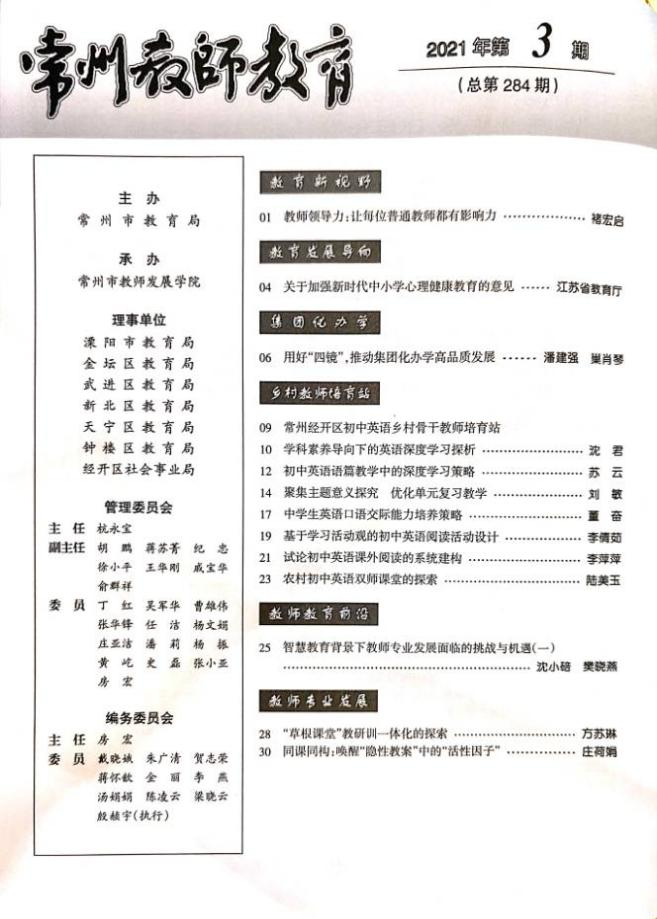 常州教師教育
2021 年第 3 期
(总第 284 期)
主 办
常 州 市 教 育 局
承 办
常州市教师发展学院
理事单位
溧 阳 市 教 育 局
金 坛 区 教 育 局
武 进 区 教 育 局
新 北 区 教 育 局
天 宁 区 教 育 局
钟 楼 区 教 育 局
经开区社会事业局
管理委员会
主 任 杭永宝
副主任 胡 鹏 蒋苏菁 纪 忠
徐小平 王华刚 戚宝华
俞群祥
委 员 丁 红 吴军华 曹雄伟
张华锋 任 洁 杨文娟
庄亚洁 潘 莉 杨 振
黄 屹 史 磊 张小亚
房 宏
编务委员会
主 任 房 宏
委 员 戴晓娥 朱广清 贺志荣
蒋怀歆 金 丽 李 燕
汤娟娟 陈凌云 梁晓云
殷赪宇(执行)
教育新视野
01 教师领导力:让每位普通教师都有影响力 ……………… 褚宏启
教育发展导向
04 关于加强新时代中小学心理健康教育的意见 …… 江苏省教育厅
集团化办学
06 用好“四镜”,推动集团化办学高品质发展 …… 潘建强 巢肖琴
乡村教师培育站
09 常州经开区初中英语乡村骨干教师培育站
10 学科素养导向下的英语深度学习探析 ……………… 沈 君
12 初中英语语篇教学中的深度学习策略 ……………… 苏 云
14 聚集主题意义探究 优化单元复习教学 ……………… 刘 敏
17 中学生英语口语交际能力培养策略 ……………… 董 奋
19 基于学习活动观的初中英语阅读活动设计 ……………… 李倩茹
21 试论初中英语课外阅读的系统建构 ……………… 李萍萍
23 农村初中英语双师课堂的探索 ……………… 陆美玉
教师教育前沿
25 智慧教育背景下教师专业发展面临的挑战与机遇(一)
……………… 沈小碚 樊晓燕
教师专业发展
28 “草根课堂”教研训一体化的探索 ……………… 方苏琳
30 同课同构:唤醒“隐性教案”中的“活性因子” ……………… 庄荷娟